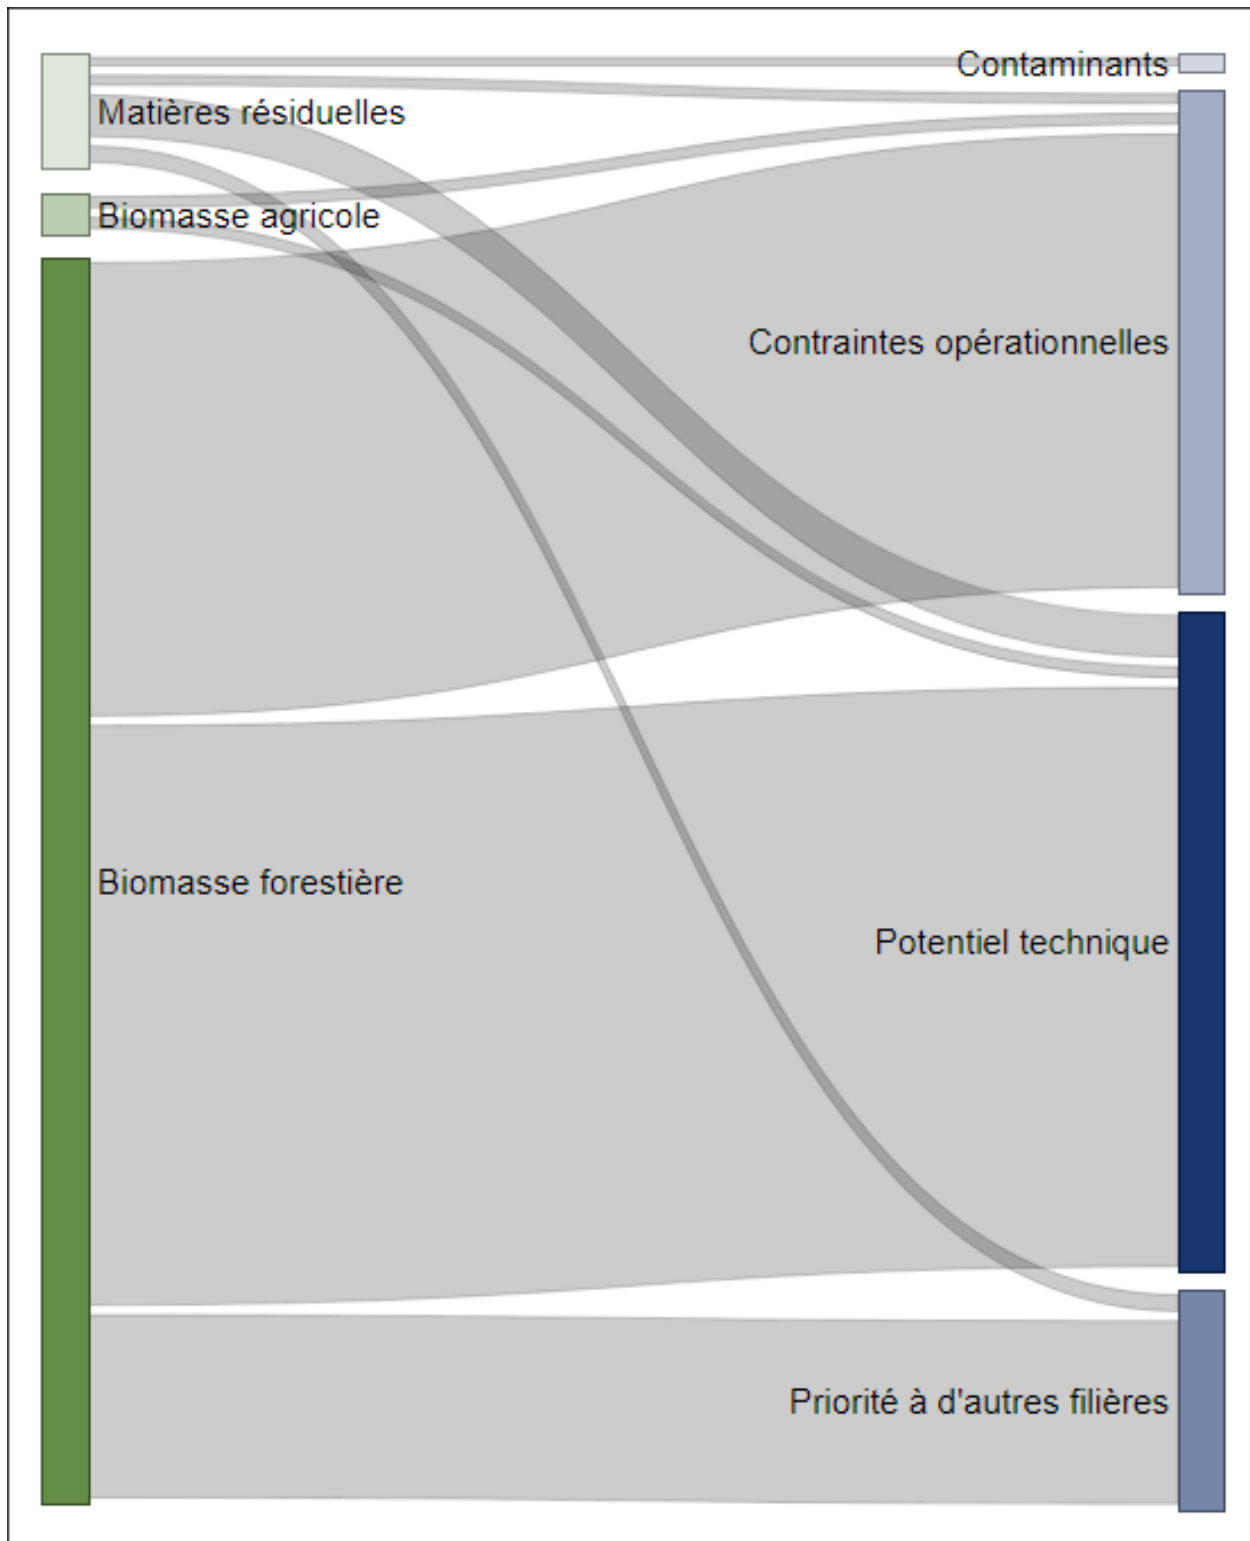 Contaminants
Matières résiduelles
Biomasse agricole
Contraintes opérationnelles
Biomasse forestière
Potentiel technique
Priorité à d'autres filières